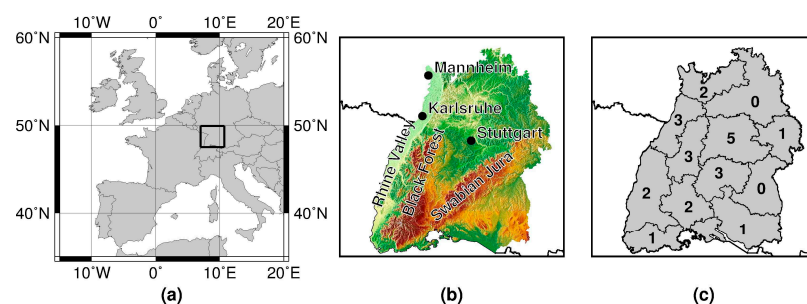 10°W 0° 10°E 20°E
60°N 60°N
50°N 50°N
40°N 40°N
10°W 0° 10°E 20°E
(a)
Mannheim
Karlsruhe
Stuttgart
Rhine Valley
Black Forest
Swabian Jura
(b)
2
0
3
5
1
3
3
2
0
2
1
1
(c)